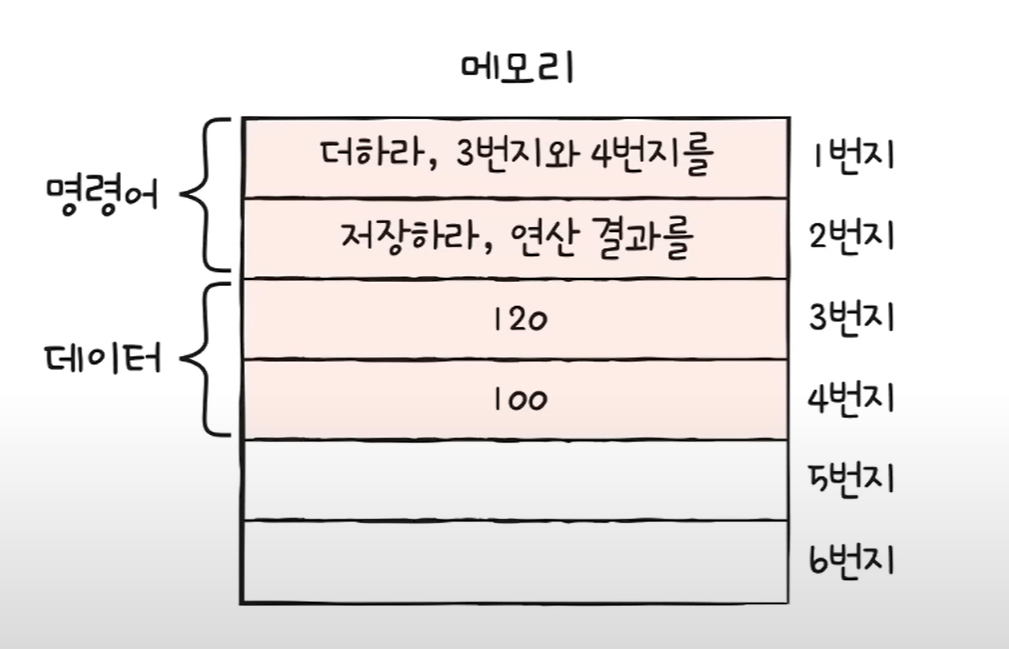 메모리
명령어
더하라, 3번지와 4번지를
1번지
저장하라, 연산 결과를
2번지
데이터
120
3번지
100
4번지
5번지
6번지